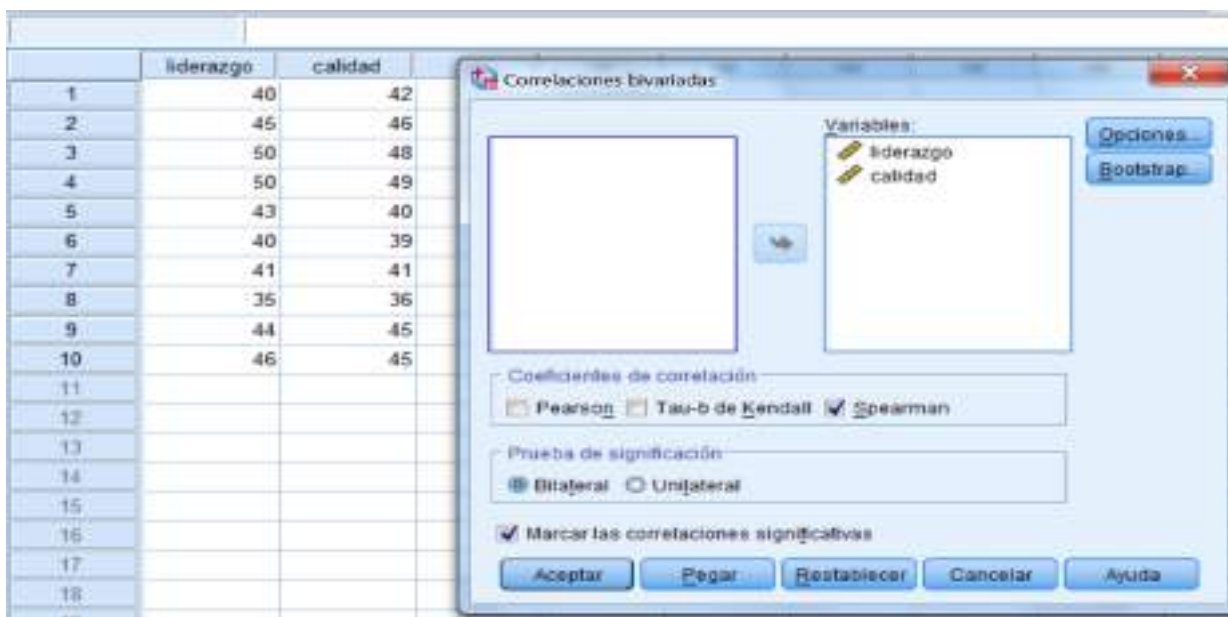 liderazgo calidad
1 40 42
2 45 46
3 50 48
4 50 49
5 43 40
6 40 39
7 41 41
8 35 36
9 44 45
10 46 45
11
12
13
14
15
16
17
18
Correlaciones bivariadas
Variables:
liderazgo
calidad
Opciones...
Bootstrap...
Coeficientes de correlación
Pearson Tau-b de Kendall Spearman
Prueba de significación
Bilateral Unilateral
Marcar las correlaciones significativas
Aceptar Pegar Restablecer Cancelar Ayuda